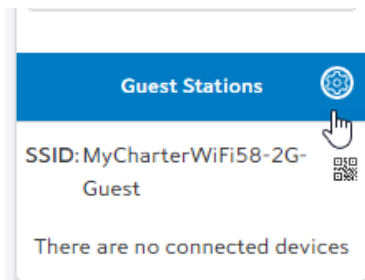 Guest Stations
SSID: MyCharterWiFi58-2G-
Guest
There are no connected devices